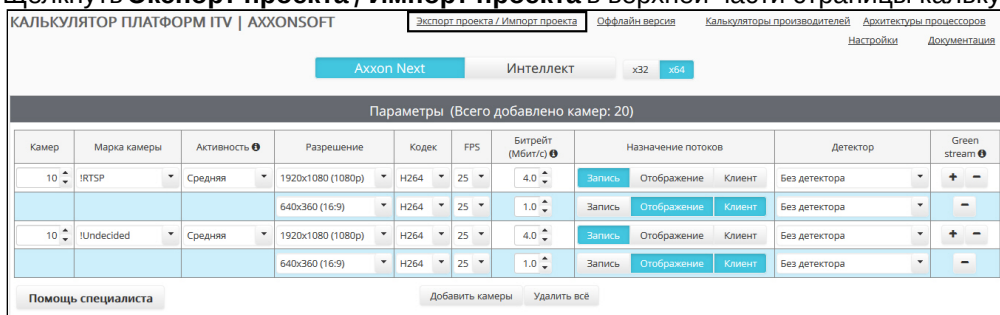 Экспорт проекта / Импорт проекта в верхней части страницы
КАЛЬКУЛЯТОР ПЛАТФОРМ ITV | AXXONSOFT Экспорт проекта / Импорт проекта Оффлайн версия Калькуляторы производителей Архитектуры процессоров
Настройки Документация
Axxon Next Интеллект x32 x64
Параметры (Всего добавлено камер: 20)
Камер Марка камеры Активность Разрешение Кодек FPS Битрейт (Мбит/с) Назначение потоков Детектор Green stream
10 !RTSP Средняя 1920x1080 (1080p) H264 25 4.0 Запись Отображение Клиент Без детектора + −
640x360 (16:9) H264 25 1.0 Запись Отображение Клиент Без детектора −
10 !Undecided Средняя 1920x1080 (1080p) H264 25 4.0 Запись Отображение Клиент Без детектора + −
640x360 (16:9) H264 25 1.0 Запись Отображение Клиент Без детектора −
Помощь специалиста Добавить камеры Удалить всё